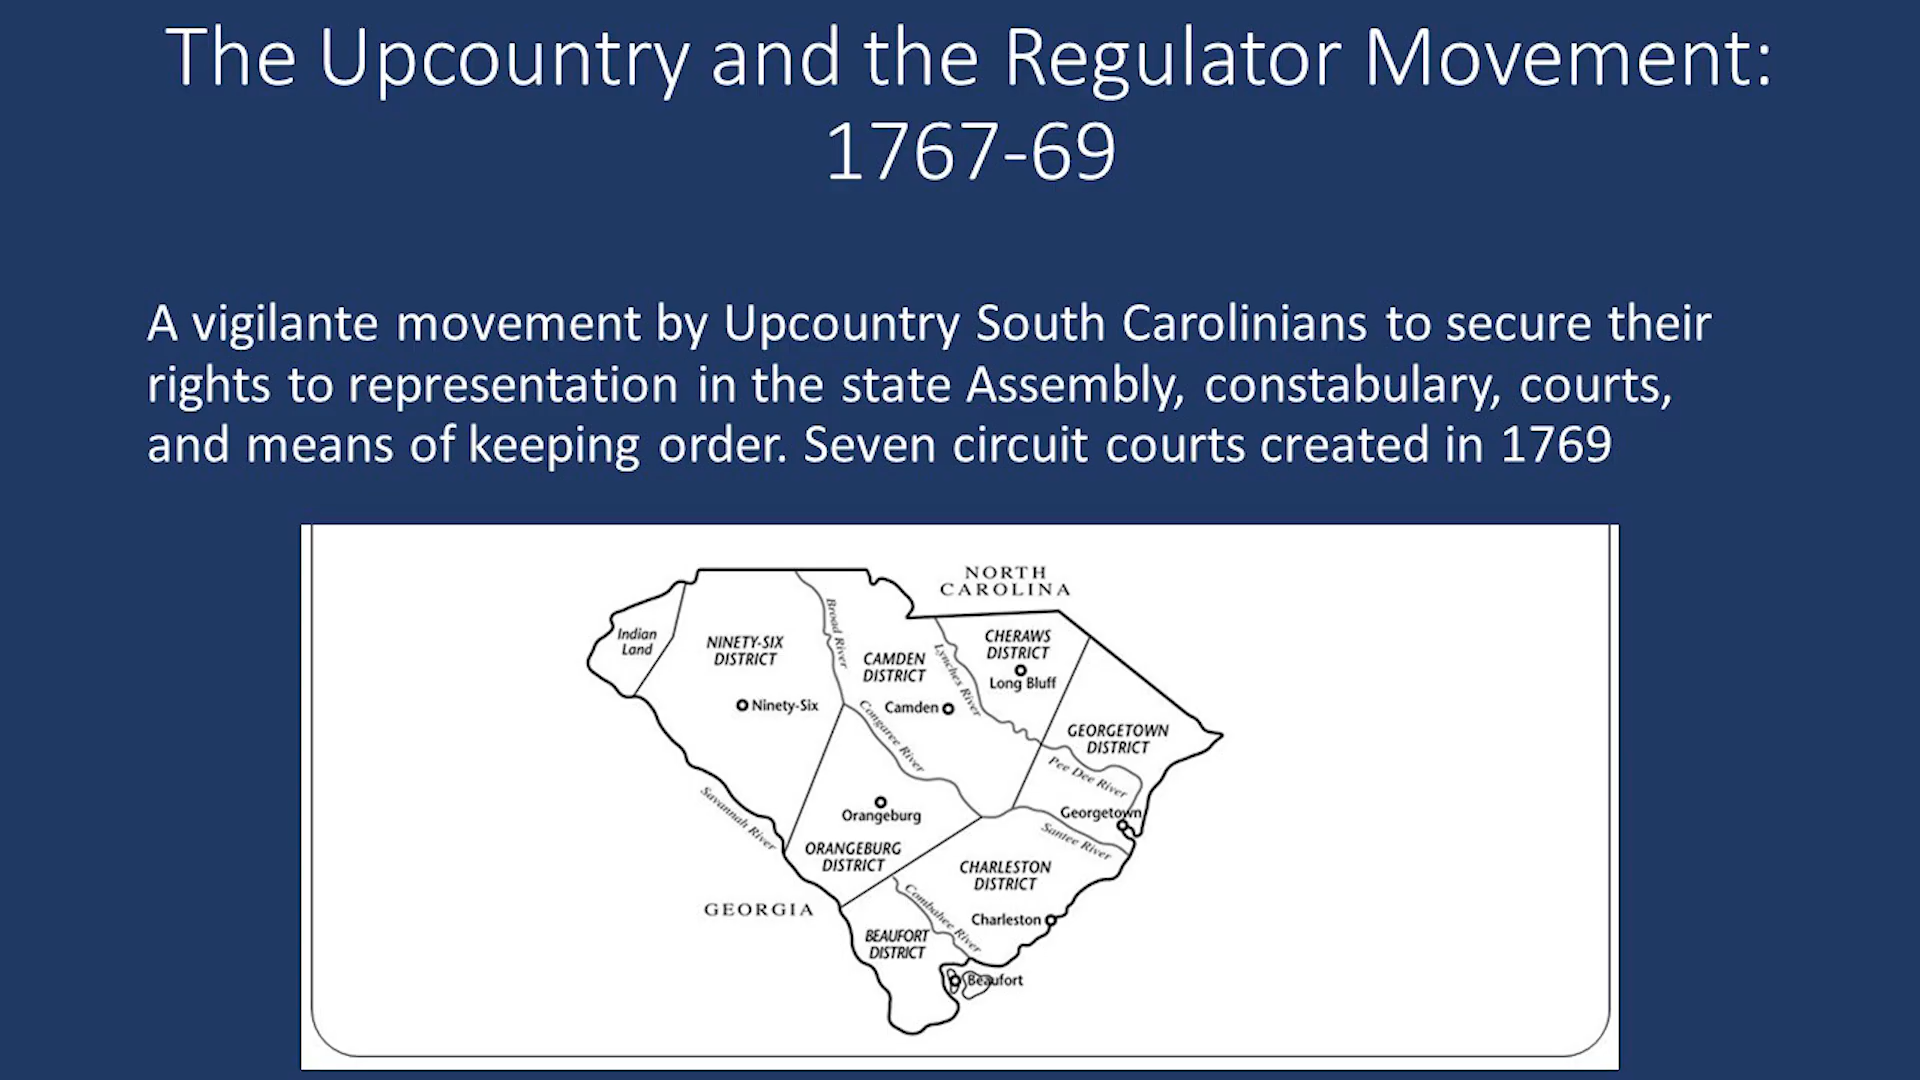 The Upcountry and the Regulator Movement:
1767-69
A vigilante movement by Upcountry South Carolinians to secure their
rights to representation in the state Assembly, constabulary, courts,
and means of keeping order. Seven circuit courts created in 1769
NORTH
CAROLINA
Indian
Land
NINETY-SIX
DISTRICT
Broad River
CAMDEN
DISTRICT
Lynches River
CHERAWS
DISTRICT
Long Bluff
Ninety-Six
Camden
Congaree River
GEORGETOWN
DISTRICT
Pee Dee River
Savannah River
Orangeburg
Georgetown
Santee River
ORANGEBURG
DISTRICT
CHARLESTON
DISTRICT
GEORGIA
Combahee River
Charleston
BEAUFORT
DISTRICT
Beaufort